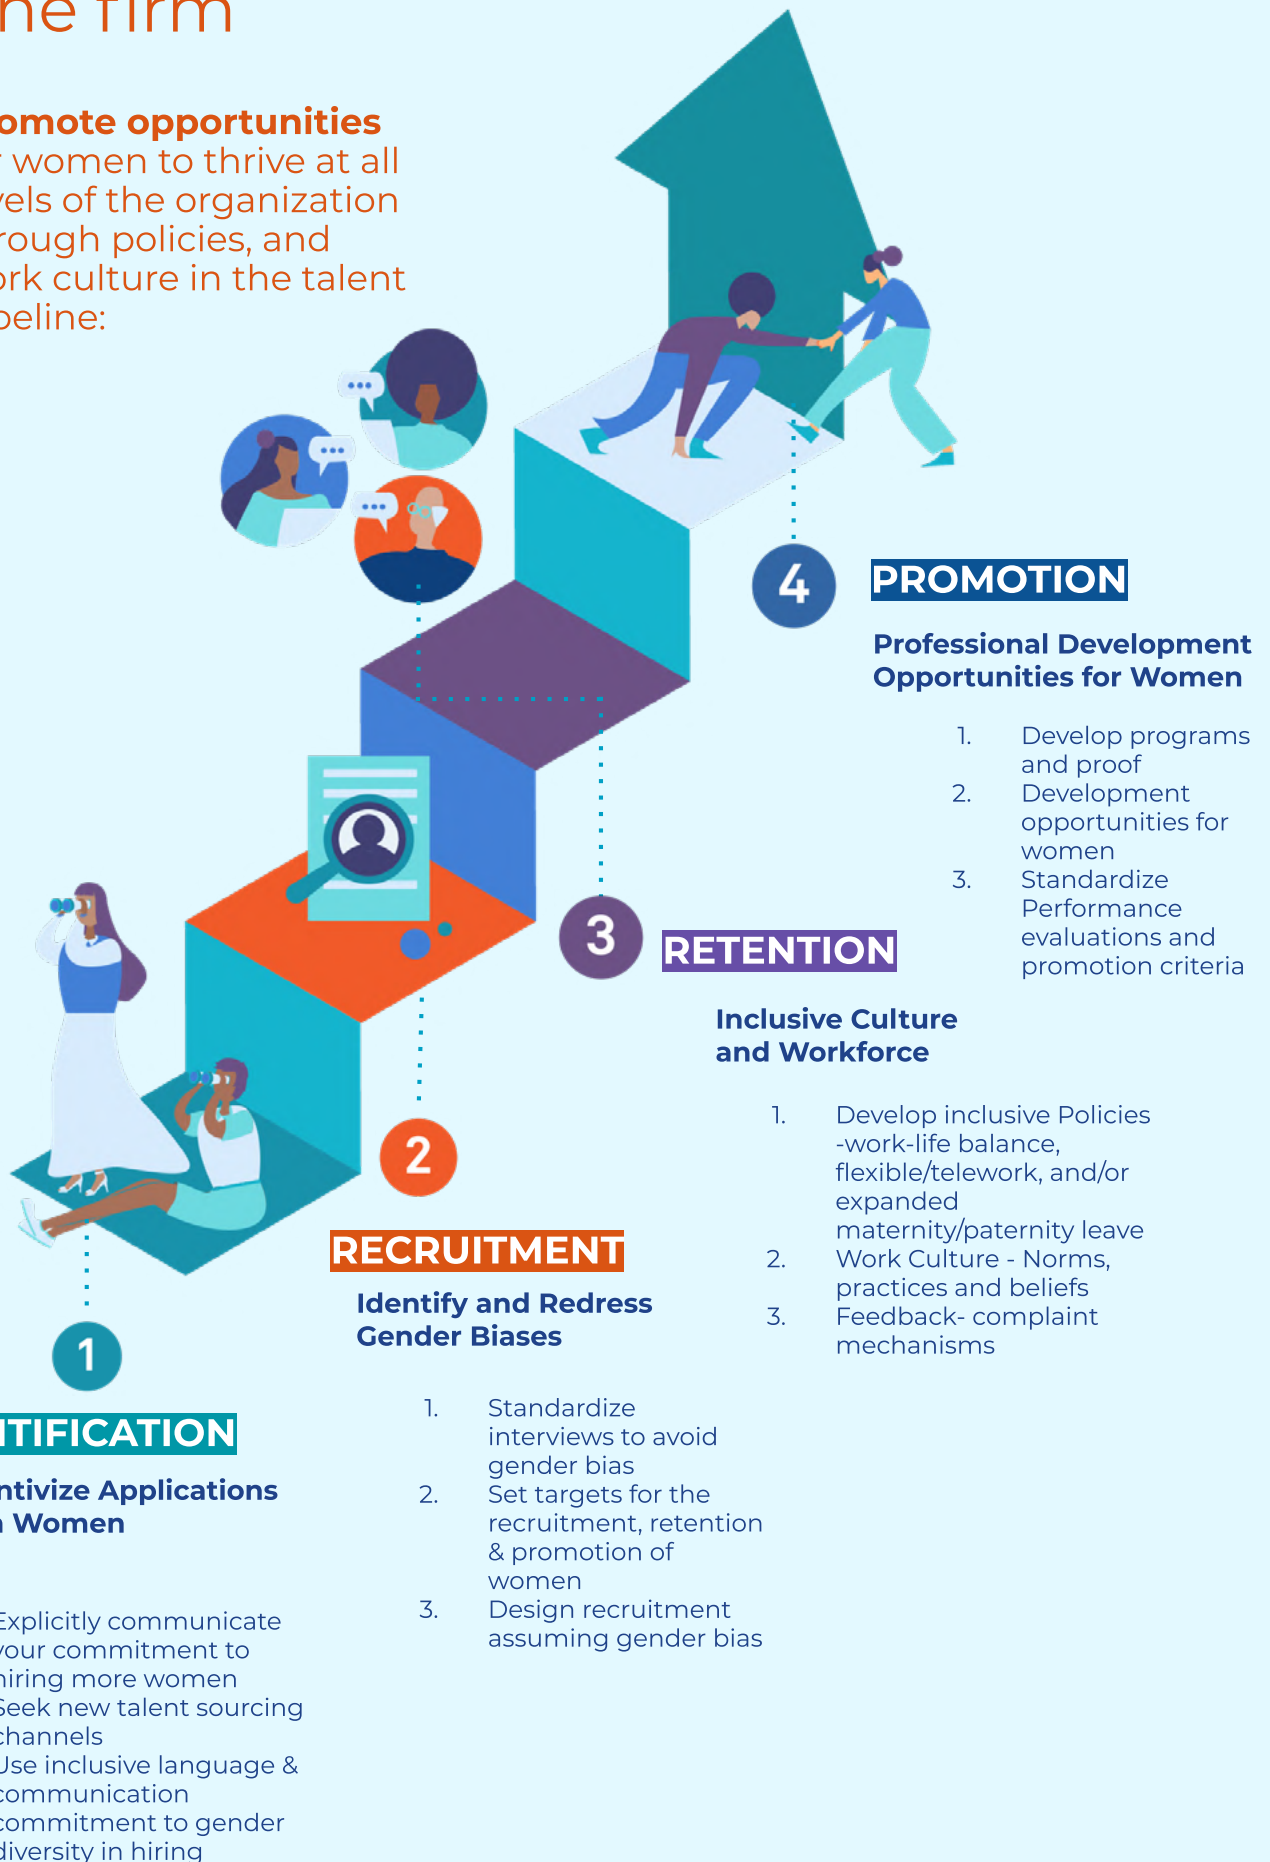 he firm
omote opportunities
women to thrive at all
vels of the organization
rough policies, and
ork culture in the talent
peline:
4
PROMOTION
Professional Development
Opportunities for Women
1. Develop programs
and proof
2. Development
opportunities for
women
3. Standardize
Performance
evaluations and
promotion criteria
3
RETENTION
Inclusive Culture
and Workforce
1. Develop inclusive Policies
-work-life balance,
flexible/telework, and/or
expanded
maternity/paternity leave
2. Work Culture - Norms,
practices and beliefs
3. Feedback- complaint
mechanisms
2
RECRUITMENT
Identify and Redress
Gender Biases
1. Standardize
interviews to avoid
gender bias
2. Set targets for the
recruitment, retention
& promotion of
women
3. Design recruitment
assuming gender bias
1
TIFICATION
ntivize Applications
Women
Explicitly communicate
your commitment to
hiring more women
Seek new talent sourcing
channels
Use inclusive language &
communication
commitment to gender
diversity in hiring